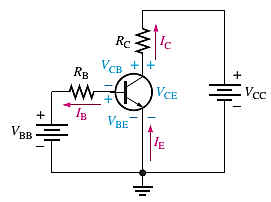 R_C
I_C
V_CB + +
R_B
−
+
V_CE
+
V_CC
−
I_B
+
V_BB
−
V_BE − −
I_E